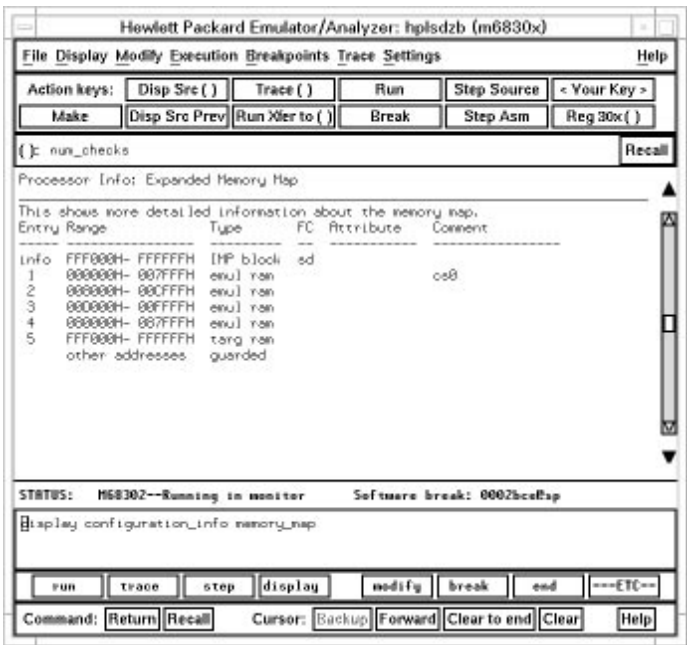 Hewlett Packard Emulator/Analyzer: hplsdzb (m6830x)
File Display Modify Execution Breakpoints Trace Settings Help
Action keys: Disp Src ( ) Trace ( ) Run Step Source < Your Key >
Make Disp Src Prev Run Xfer to ( ) Break Step Asm Reg 30x ( )
( ): num_checks Recall
Processor Info: Expanded Memory Map
This shows more detailed information about the memory map.
Entry Range Type FC Attribute Comment
----- ----------------- --------- -- ------------ -----------------
info FFF000H- FFFFFFH IMP block sd
1 000000H- 007FFFH emul ram cs0
2 008000H- 00CFFFH emul ram
3 00D000H- 00FFFFH emul ram
4 080000H- 087FFFH emul ram
5 FFF000H- FFFFFFH targ ram
other addresses guarded
STATUS: M68302--Running in monitor Software break: 0002bce@sp
display configuration_info memory_map
run trace step display modify break end ---ETC--
Command: Return Recall Cursor: Backup Forward Clear to end Clear Help